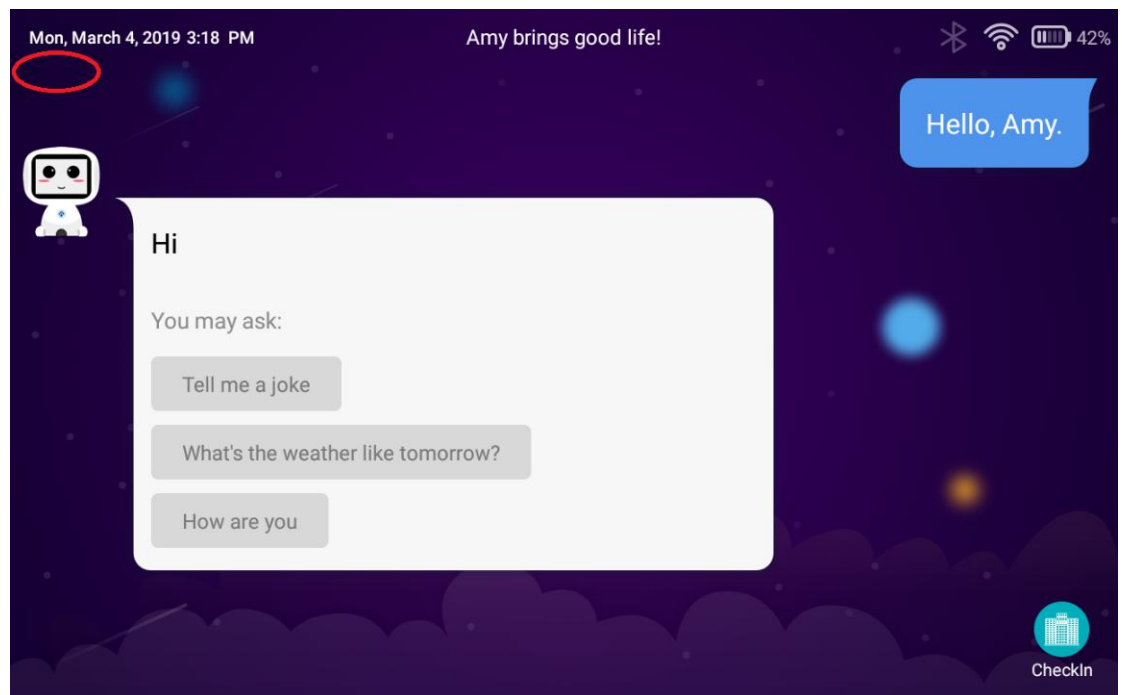 Mon, March 4, 2019 3:18 PM
Amy brings good life!
42%
Hello, Amy.
Hi
You may ask:
Tell me a joke
What's the weather like tomorrow?
How are you
CheckIn